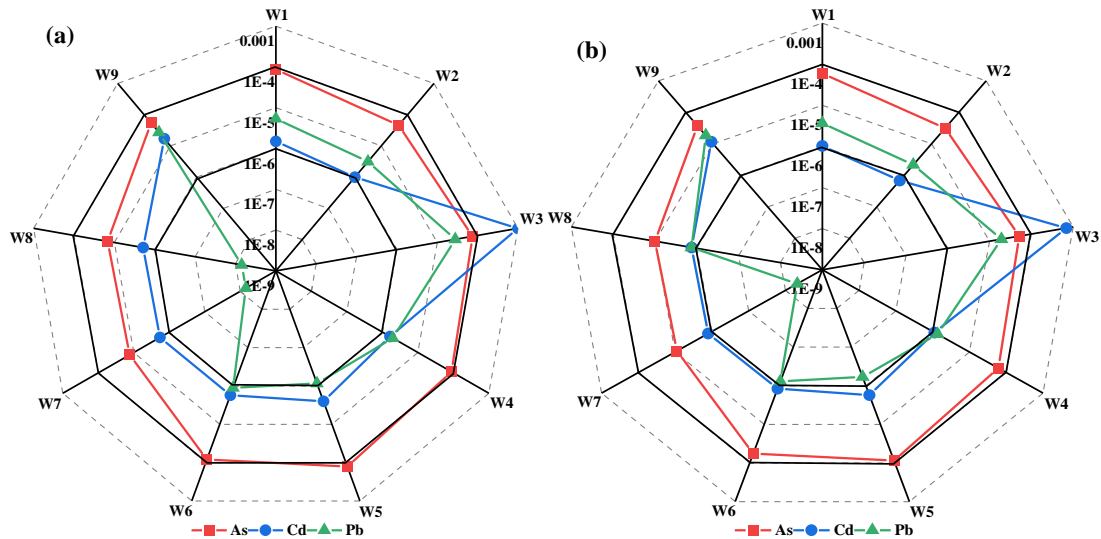 (a)
W1
0.001
W9
W2
1E-4
1E-5
1E-6
1E-7
W8
W3
1E-8
1E-9
W7
W4
W6
W5
As Cd Pb
(b)
W1
0.001
W9
W2
1E-4
1E-5
1E-6
1E-7
W8
W3
1E-8
1E-9
W7
W4
W6
W5
As Cd Pb